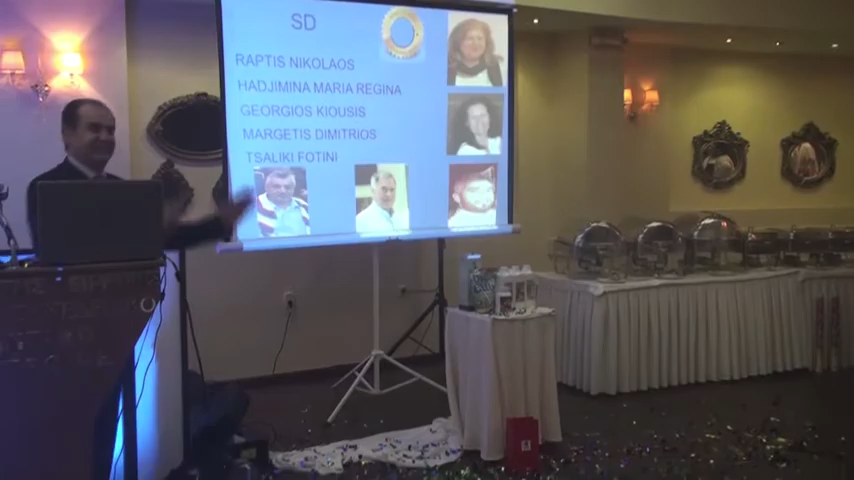 SD
RAPTIS NIKOLAOS
HADJIMINA MARIA REGINA
GEORGIOS KIOUSIS
MARGETIS DIMITRIOS
TSALIKI FOTINI